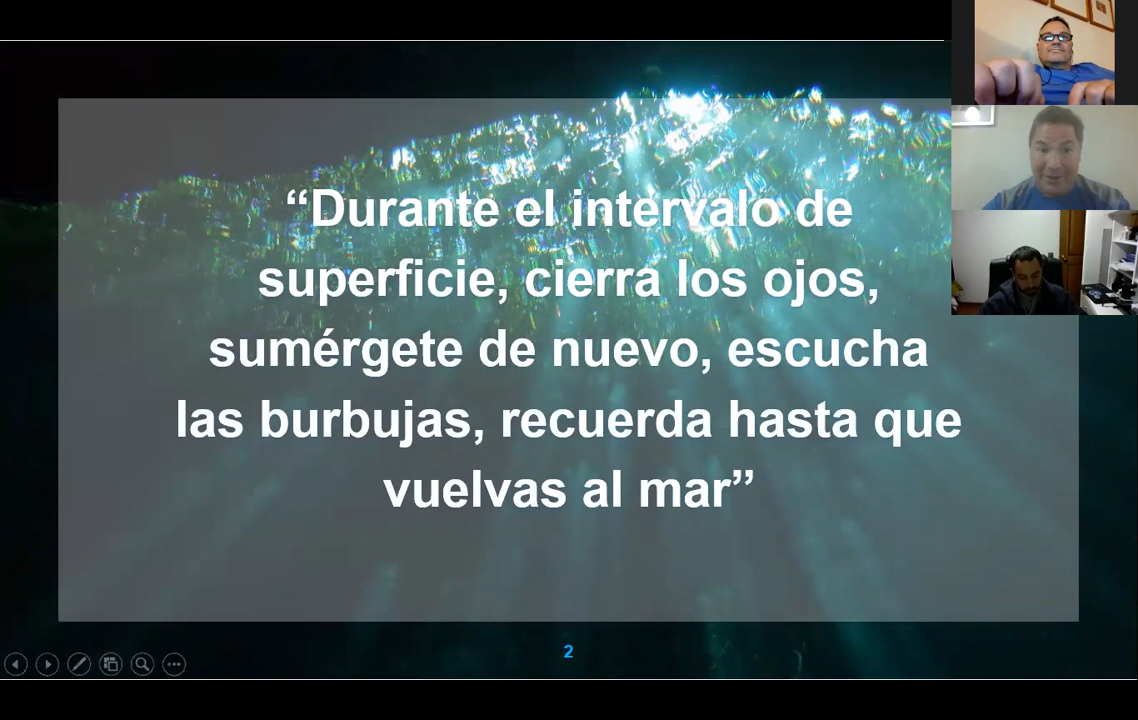 “Durante el intervalo de
superficie, cierra los ojos,
sumérgete de nuevo, escucha
las burbujas, recuerda hasta que
vuelvas al mar”
2